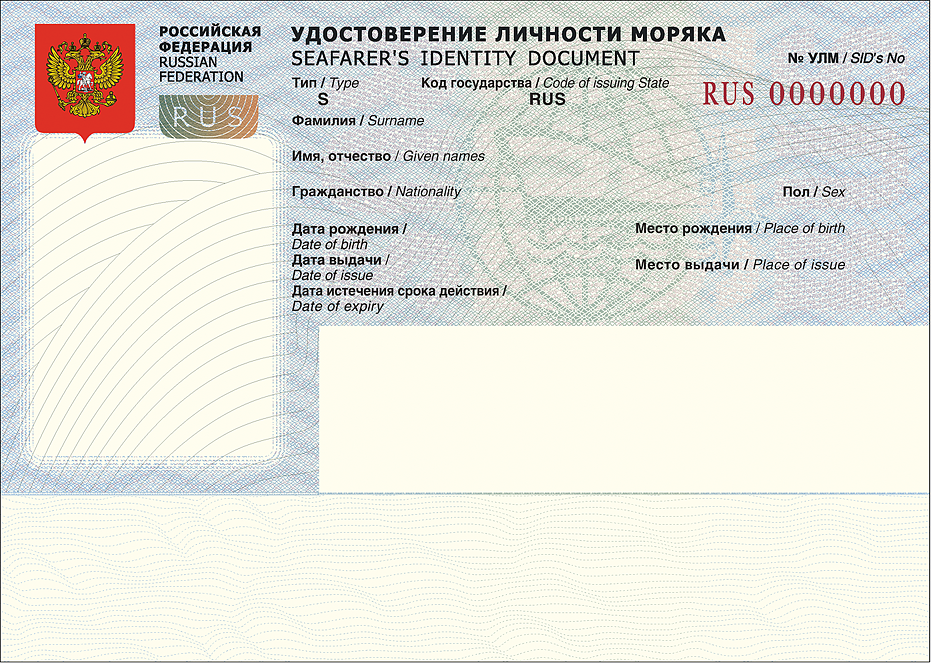 РОССИЙСКАЯ
ФЕДЕРАЦИЯ
RUSSIAN
FEDERATION
RUS
УДОСТОВЕРЕНИЕ ЛИЧНОСТИ МОРЯКА
SEAFARER'S IDENTITY DOCUMENT
№ УЛМ / SID's No
Тип / Type
Код государства / Code of issuing State
S
RUS
RUS 0000000
Фамилия / Surname
Имя, отчество / Given names
Гражданство / Nationality
Пол / Sex
Дата рождения /
Date of birth
Место рождения / Place of birth
Дата выдачи /
Date of issue
Место выдачи / Place of issue
Дата истечения срока действия /
Date of expiry